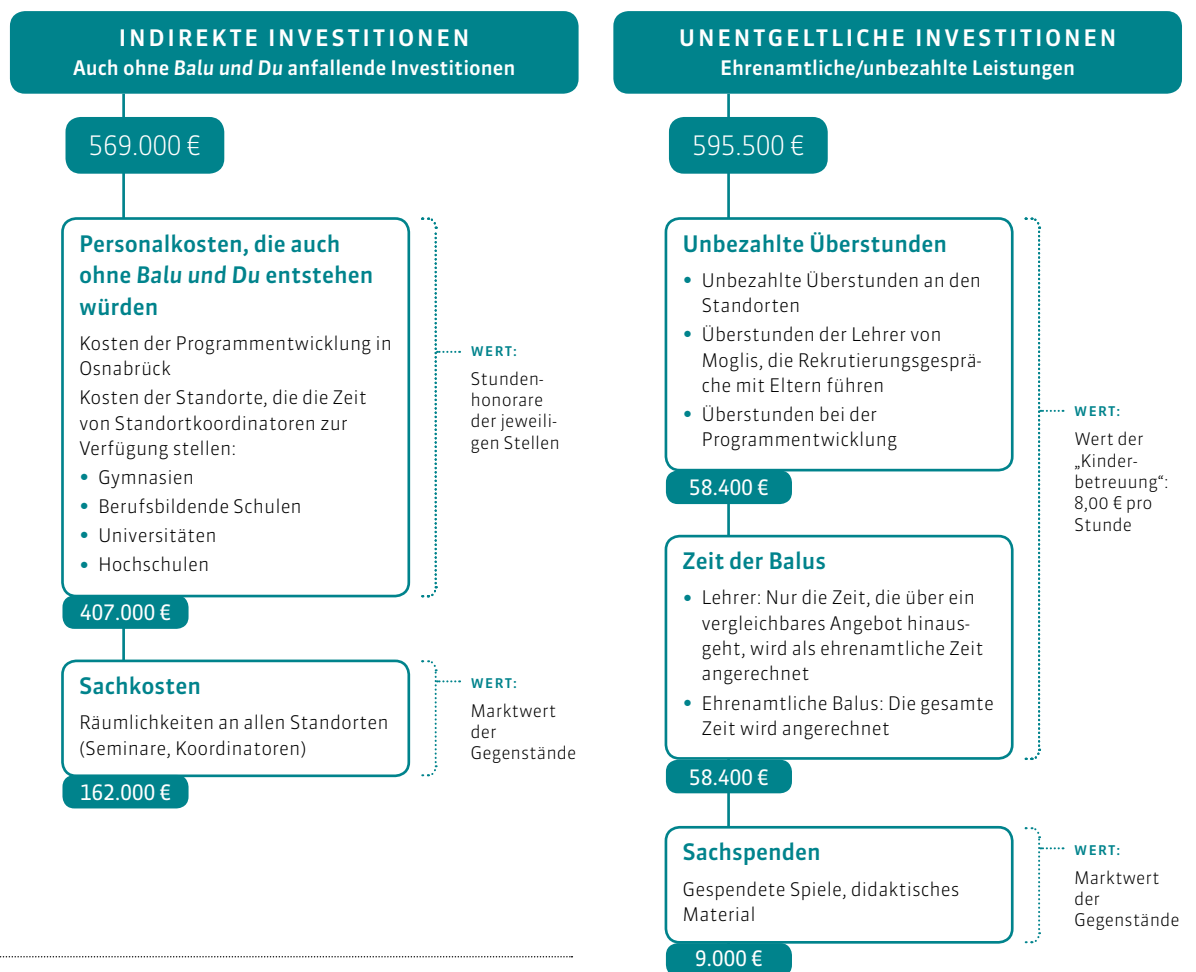 INDIREKTE INVESTITIONEN
Auch ohne Balu und Du anfallende Investitionen
569.000 €
Personalkosten, die auch
ohne Balu und Du entstehen
würden
Kosten der Programmentwicklung in
Osnabrück
Kosten der Standorte, die die Zeit
von Standortkoordinatoren zur
Verfügung stellen:
• Gymnasien
• Berufsbildende Schulen
• Universitäten
• Hochschulen
407.000 €
WERT:
Stunden-
honorare
der jeweili-
gen Stellen
Sachkosten
Räumlichkeiten an allen Standorten
(Seminare, Koordinatoren)
162.000 €
WERT:
Marktwert
der
Gegenstände
UNENTGELTLICHE INVESTITIONEN
Ehrenamtliche/unbezahlte Leistungen
595.500 €
Unbezahlte Überstunden
• Unbezahlte Überstunden an den
Standorten
• Überstunden der Lehrer von
Moglis, die Rekrutierungsgesprä-
che mit Eltern führen
• Überstunden bei der
Programmentwicklung
58.400 €
Zeit der Balus
• Lehrer: Nur die Zeit, die über ein
vergleichbares Angebot hinaus-
geht, wird als ehrenamtliche Zeit
angerechnet
• Ehrenamtliche Balus: Die gesamte
Zeit wird angerechnet
58.400 €
WERT:
Wert der
„Kinder-
betreuung“:
8,00 € pro
Stunde
Sachspenden
Gespendete Spiele, didaktisches
Material
9.000 €
WERT:
Marktwert
der
Gegenstände